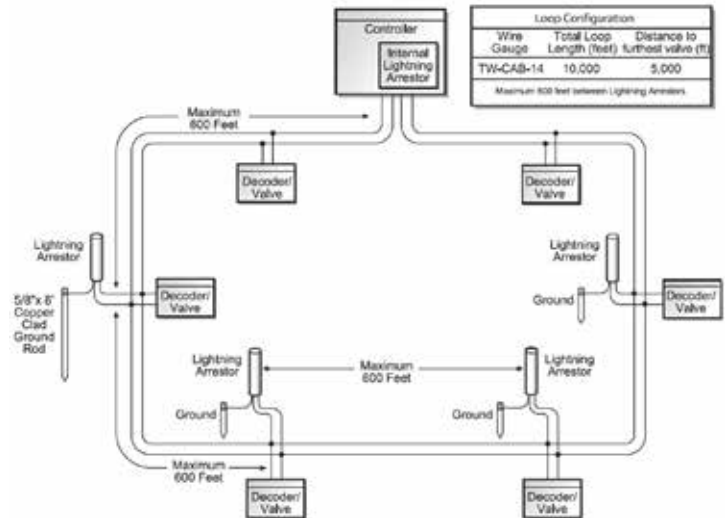 Controller
Internal
Lightning
Arrestor
Loop Configuration
Wire Gauge Total Loop Length (feet) Distance to furthest valve (ft)
TW-CAB-14 10,000 5,000
Maximum 600 feet between Lightning Arresters
Maximum
600 Feet
Decoder/
Valve
Decoder/
Valve
Lightning
Arrestor
5/8"x 8'
Copper
Clad
Ground
Rod
Decoder/
Valve
Lightning
Arrestor
Ground
Decoder/
Valve
Lightning
Arrestor
Ground
Maximum
600 Feet
Lightning
Arrestor
Ground
Maximum
600 Feet
Decoder/
Valve
Decoder/
Valve